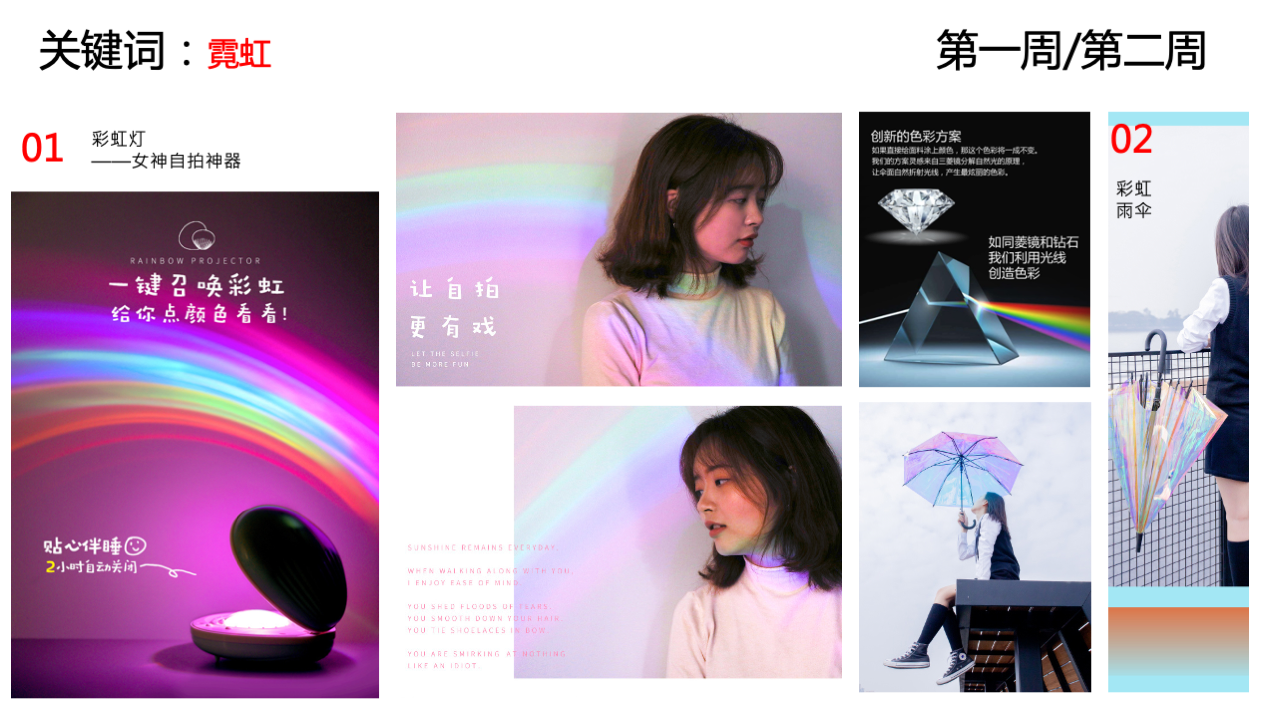 关键词：霓虹
第一周/第二周
01
彩虹灯
——女神自拍神器
RAINBOW PROJECTOR
一键召唤彩虹
给你点颜色看看!
贴心伴睡
2小时自动关闭
让自拍
更有戏
LET THE SELFIE
BE MORE FUN
SUNSHINE REMAINS EVERYDAY.
WHEN WALKING ALONG WITH YOU,
I ENJOY EASE OF MIND.
YOU SHED FLOODS OF TEARS.
YOU SMOOTH DOWN YOUR HAIR.
YOU TIE SHOELACES IN BOW.
YOU ARE SMIRKING AT NOTHING
LIKE AN IDIOT.
创新的色彩方案
如果直接给面料涂上颜色，那这个色彩将一成不变。
我们的方案灵感来自三菱镜分解自然光的原理，
让伞面自然折射光线，产生最炫丽的色彩。
如同菱镜和钻石
我们利用光线
创造色彩
02
彩虹
雨伞